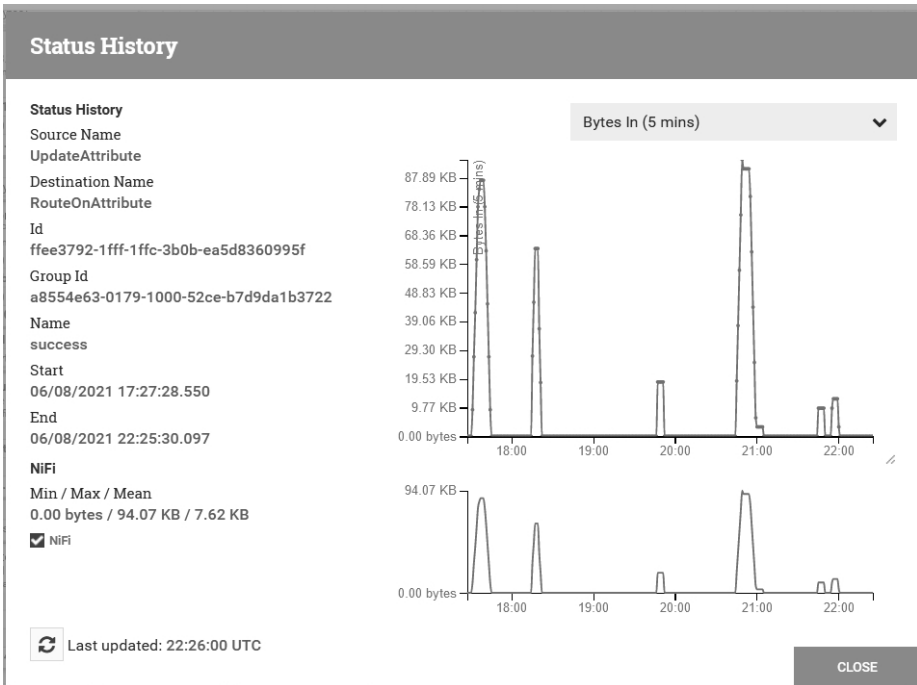 Status History
Status History
Source Name
UpdateAttribute
Destination Name
RouteOnAttribute
Id
ffee3792-1fff-1ffc-3b0b-ea5d8360995f
Group Id
a8554e63-0179-1000-52ce-b7d9da1b3722
Name
success
Start
06/08/2021 17:27:28.550
End
06/08/2021 22:25:30.097
NiFi
Min / Max / Mean
0.00 bytes / 94.07 KB / 7.62 KB
NiFi
Last updated: 22:26:00 UTC
Bytes In (5 mins)
Bytes In (5 mins)
87.89 KB
78.13 KB
68.36 KB
58.59 KB
48.83 KB
39.06 KB
29.30 KB
19.53 KB
9.77 KB
0.00 bytes
18:00 19:00 20:00 21:00 22:00
94.07 KB
0.00 bytes
18:00 19:00 20:00 21:00 22:00
CLOSE